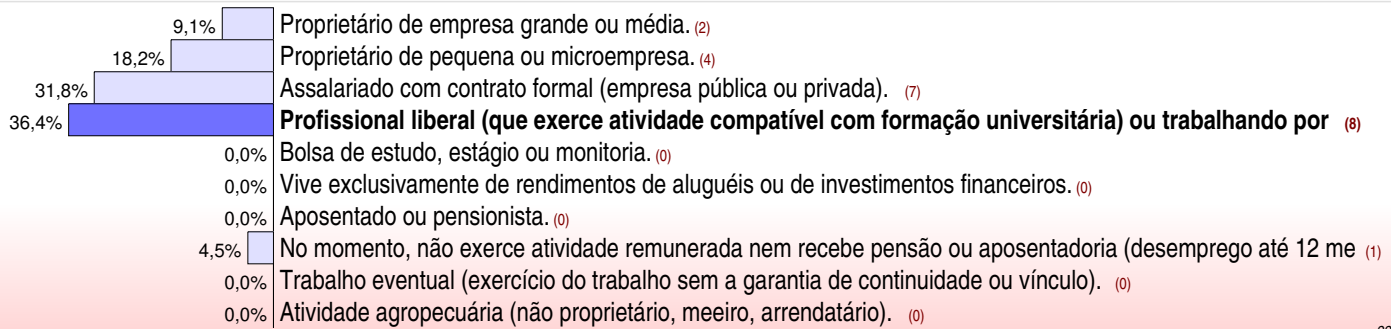 9,1% Proprietário de empresa grande ou média. (2)
18,2% Proprietário de pequena ou microempresa. (4)
31,8% Assalariado com contrato formal (empresa pública ou privada). (7)
36,4% Profissional liberal (que exerce atividade compatível com formação universitária) ou trabalhando por (8)
0,0% Bolsa de estudo, estágio ou monitoria. (0)
0,0% Vive exclusivamente de rendimentos de aluguéis ou de investimentos financeiros. (0)
0,0% Aposentado ou pensionista. (0)
4,5% No momento, não exerce atividade remunerada nem recebe pensão ou aposentadoria (desemprego até 12 me (1)
0,0% Trabalho eventual (exercício do trabalho sem a garantia de continuidade ou vínculo). (0)
0,0% Atividade agropecuária (não proprietário, meeiro, arrendatário). (0)